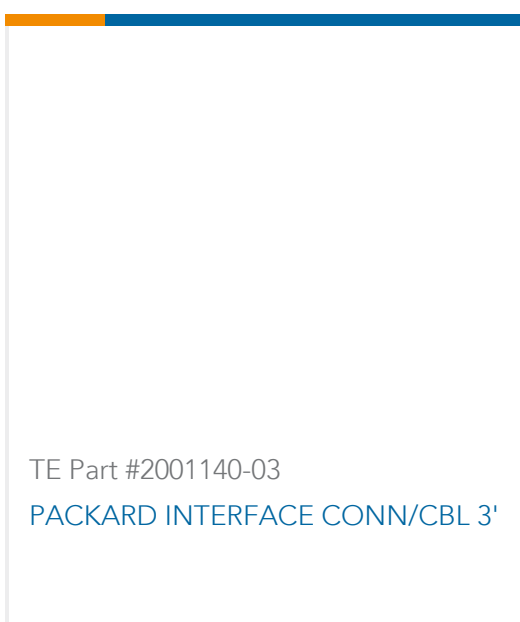 TE Part #2001140-03
PACKARD INTERFACE CONN/CBL 3'